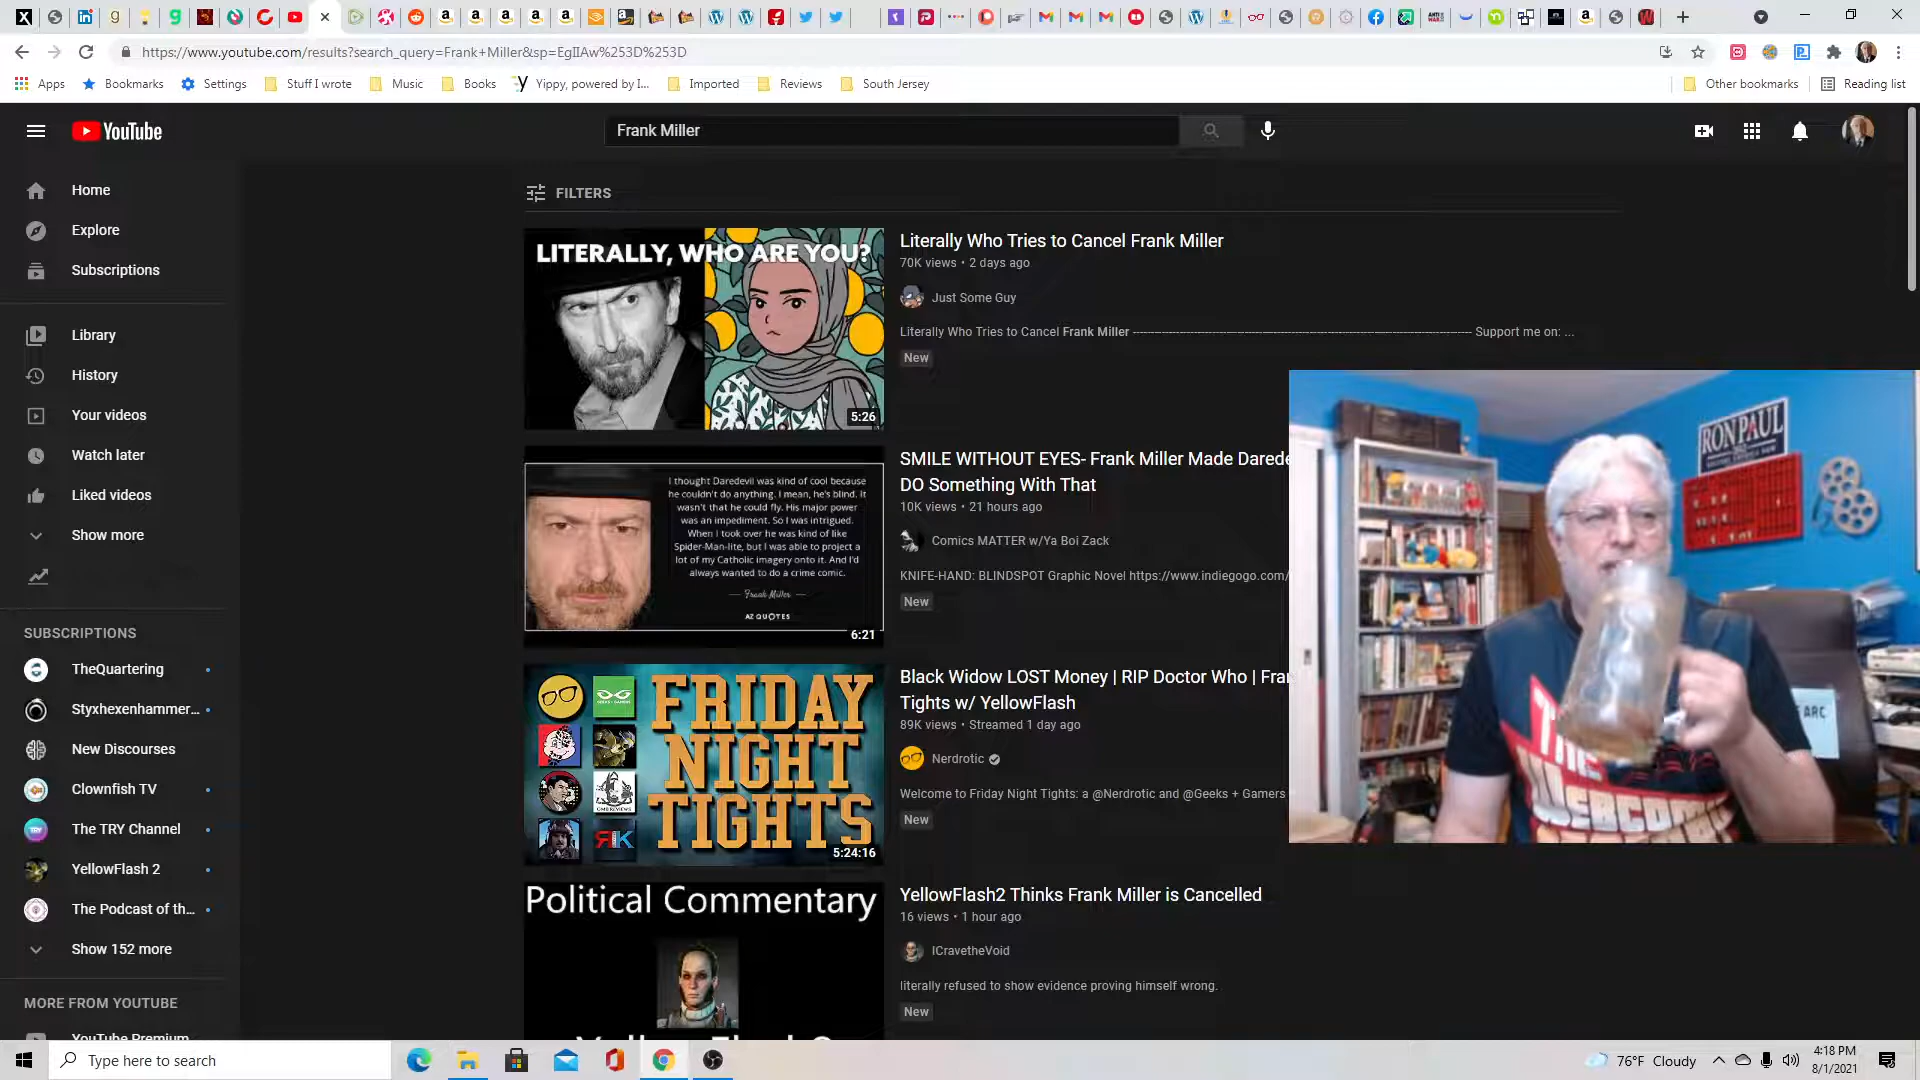 https://www.youtube.com/results?search_query=Frank+Miller&sp=EgIIAw%253D%253D
Apps
Bookmarks
Settings
Stuff I wrote
Music
Books
Yippy, powered by I...
Imported
Reviews
South Jersey
Other bookmarks
Reading list
YouTube
Frank Miller
Home
Explore
Subscriptions
Library
History
Your videos
Watch later
Liked videos
Show more
SUBSCRIPTIONS
TheQuartering
Styxhexenhammer...
New Discourses
Clownfish TV
The TRY Channel
YellowFlash 2
The Podcast of th...
Show 152 more
MORE FROM YOUTUBE
YouTube Premium
FILTERS
LITERALLY, WHO ARE YOU?
5:26
Literally Who Tries to Cancel Frank Miller
70K views • 2 days ago
Just Some Guy
Literally Who Tries to Cancel Frank Miller ---------- Support me on: ...
New
I thought Daredevil was kind of cool because
he couldn't do anything. I mean, he's blind. It
wasn't that he could fly. His major power
was an impediment. So I was intrigued.
When I took over he was kind of like
Spider-Man-lite, but I was able to project a
lot of my Catholic imagery onto it. And I'd
always wanted to do a crime comic.
— Frank Miller —
AZ QUOTES
6:21
SMILE WITHOUT EYES- Frank Miller Made Darede
DO Something With That
10K views • 21 hours ago
Comics MATTER w/Ya Boi Zack
KNIFE-HAND: BLINDSPOT Graphic Novel https://www.indiegogo.com/
New
FRIDAY
NIGHT
TIGHTS
5:24:16
Black Widow LOST Money | RIP Doctor Who | Fran
Tights w/ YellowFlash
89K views • Streamed 1 day ago
Nerdrotic
Welcome to Friday Night Tights: a @Nerdrotic and @Geeks + Gamers
New
Political Commentary
YellowFlash2 Thinks Frank Miller is Cancelled
16 views • 1 hour ago
ICravetheVoid
literally refused to show evidence proving himself wrong.
New
RON PAUL
ARC
THE
Type here to search
76°F Cloudy
4:18 PM
8/1/2021